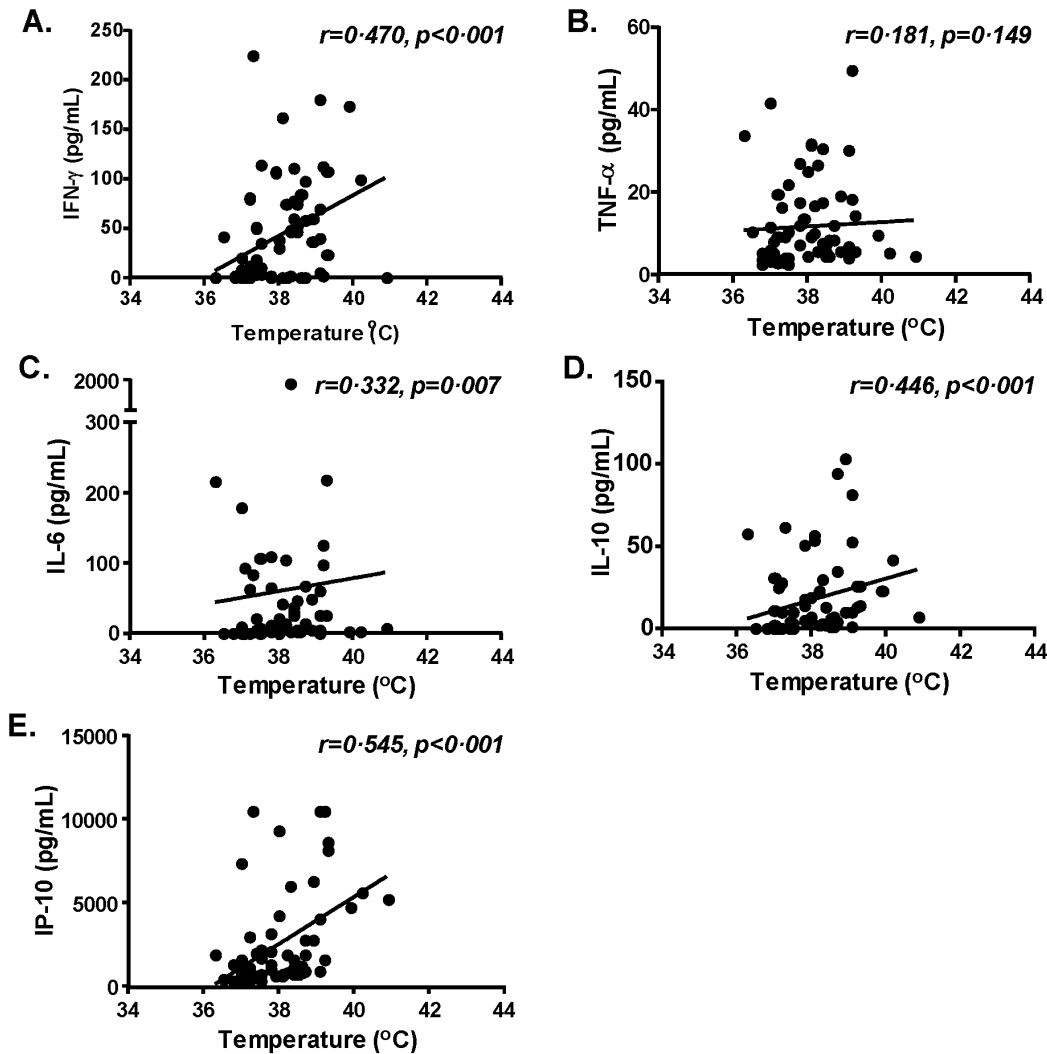 A.
r=0·470, p<0·001
IFN-γ (pg/mL)
250
200
150
100
50
0
34 36 38 40 42 44
Temperature (ºC)
B.
r=0·181, p=0·149
TNF-α (pg/mL)
60
40
20
0
34 36 38 40 42 44
Temperature (ºC)
C.
r=0·332, p=0·007
IL-6 (pg/mL)
2000
300
200
100
0
34 36 38 40 42 44
Temperature (ºC)
D.
r=0·446, p<0·001
IL-10 (pg/mL)
150
100
50
0
34 36 38 40 42 44
Temperature (ºC)
E.
r=0·545, p<0·001
IP-10 (pg/mL)
15000
10000
5000
0
34 36 38 40 42 44
Temperature (ºC)